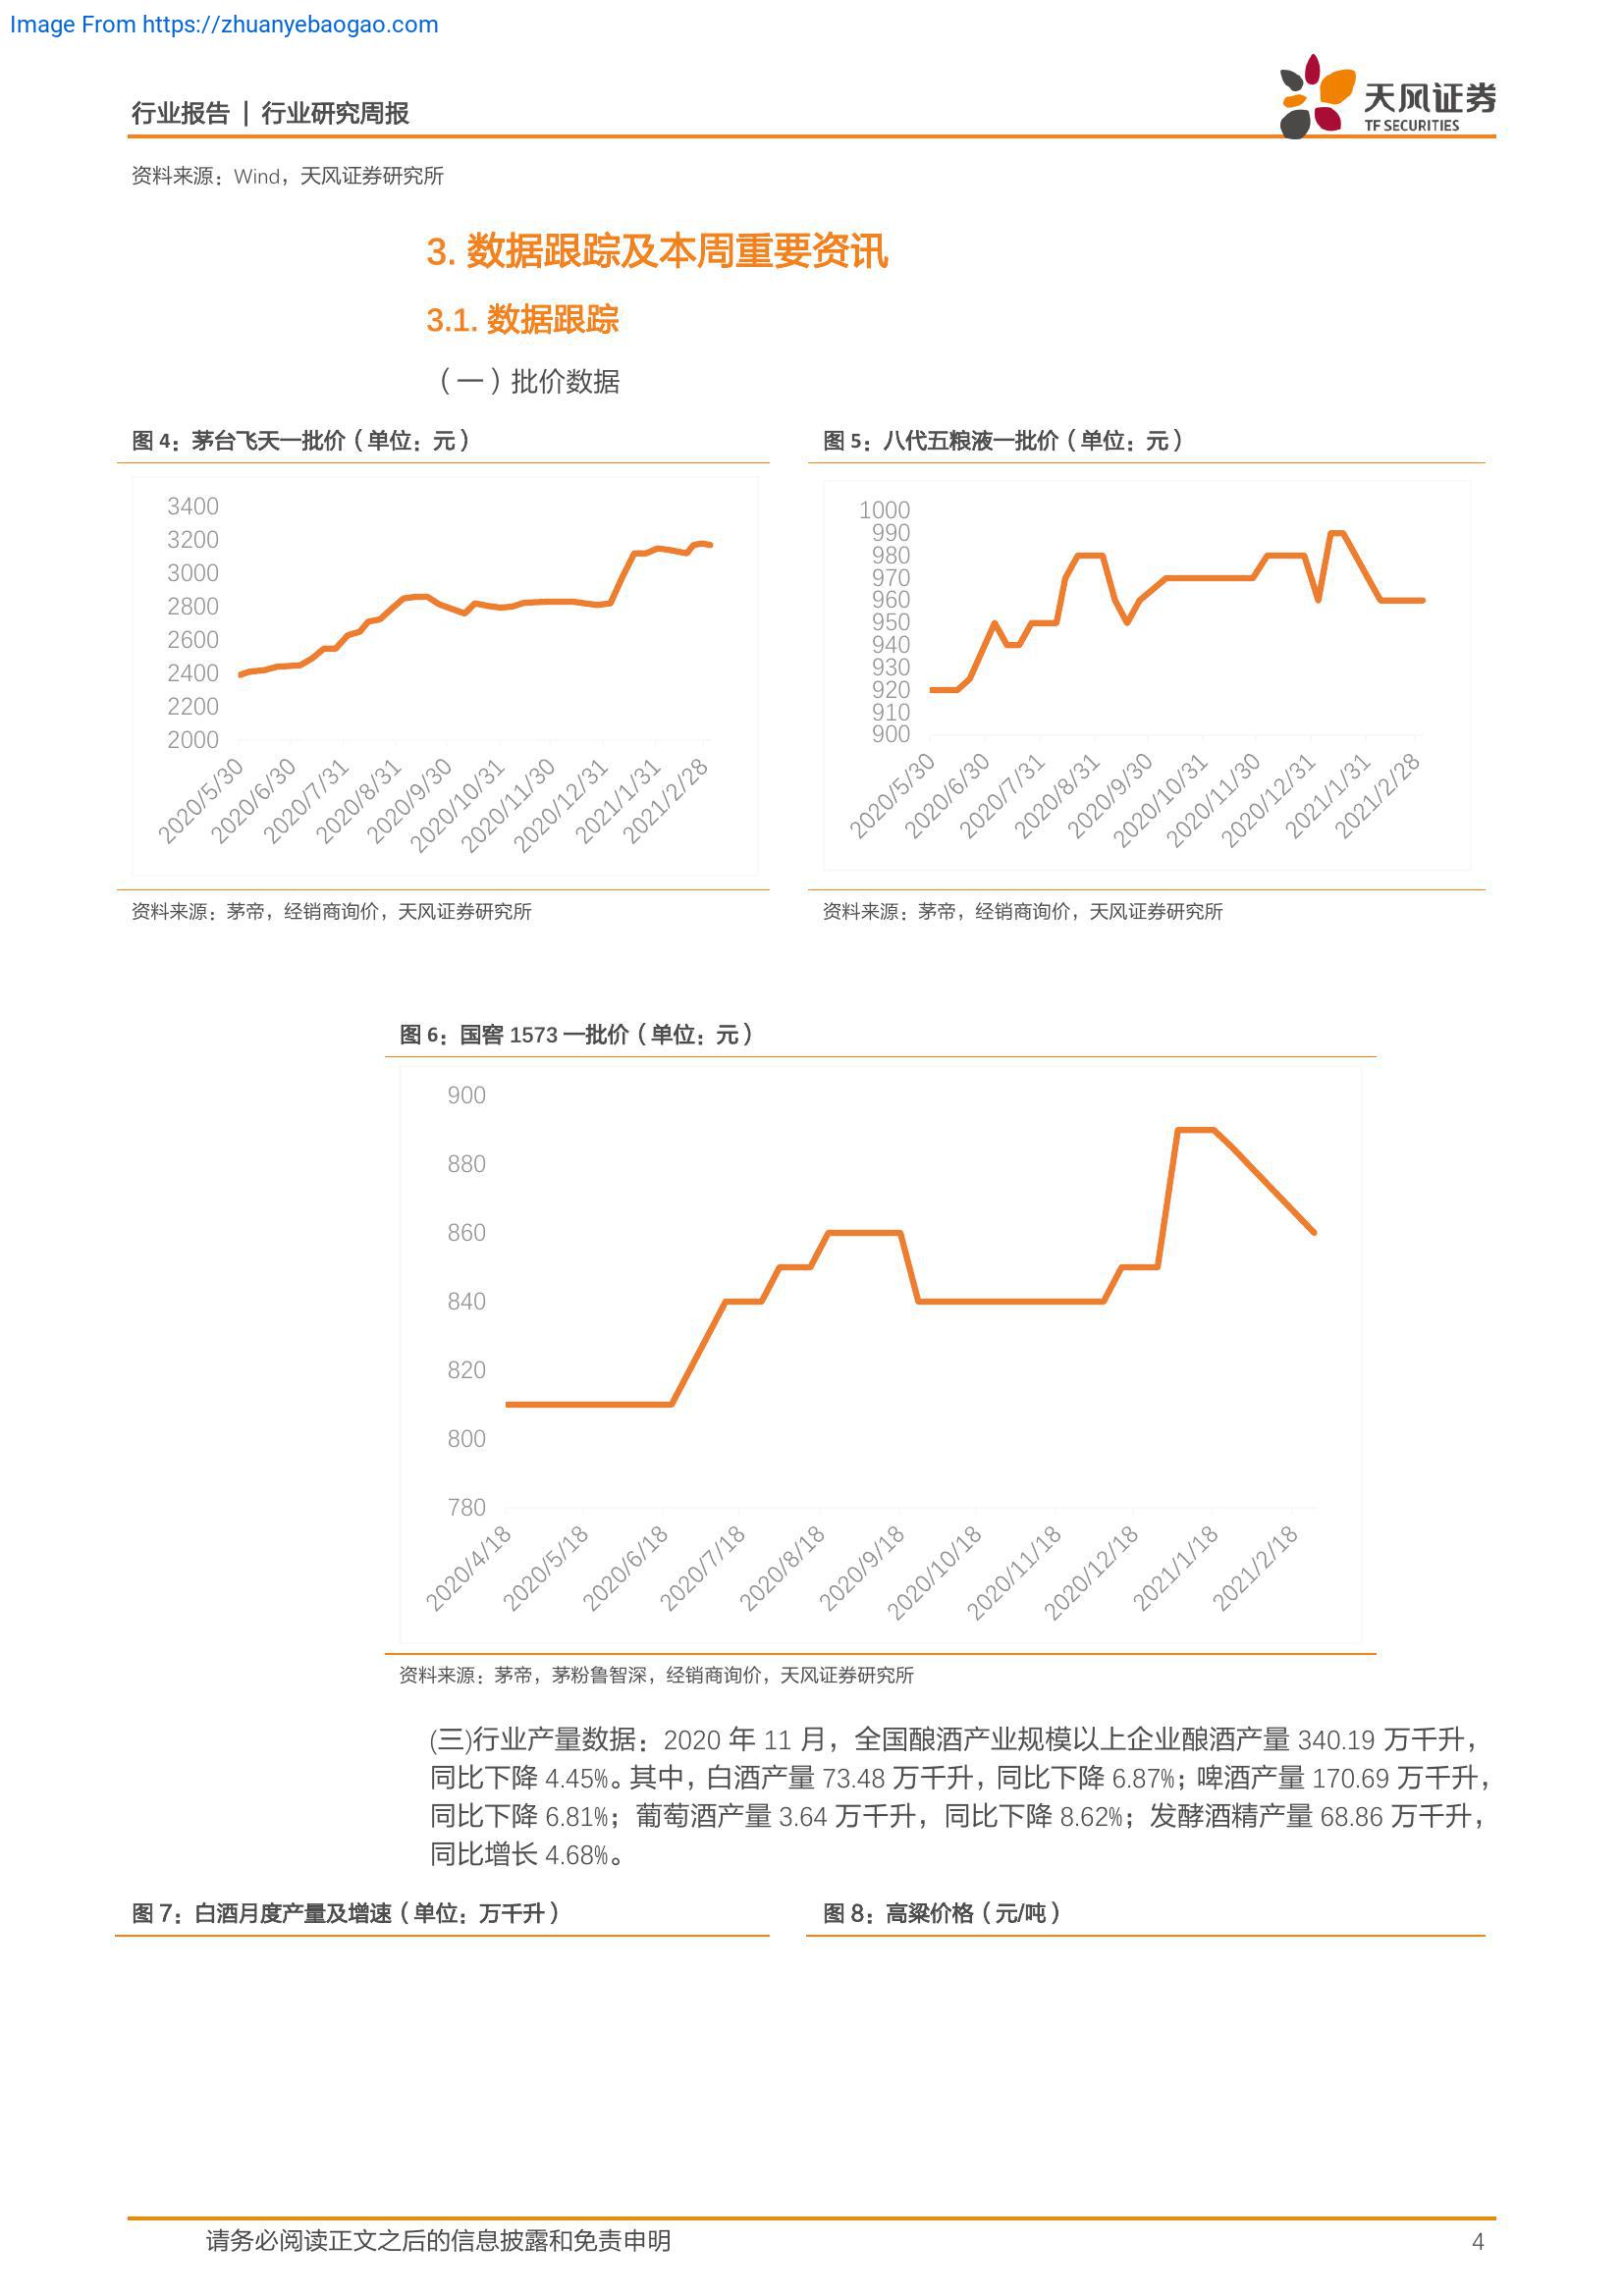 Image From https://zhuanyebaogao.com
行业报告 | 行业研究周报
天风证券
TF SECURITIES
资料来源：Wind，天风证券研究所
3. 数据跟踪及本周重要资讯
3.1. 数据跟踪
（一）批价数据
图 4：茅台飞天一批价（单位：元）
3400
3200
3000
2800
2600
2400
2200
2000
2020/5/30
2020/6/30
2020/7/31
2020/8/31
2020/9/30
2020/10/31
2020/11/30
2020/12/31
2021/1/31
2021/2/28
资料来源：茅帝，经销商询价，天风证券研究所
图 5：八代五粮液一批价（单位：元）
1000
990
980
970
960
950
940
930
920
910
900
2020/5/30
2020/6/30
2020/7/31
2020/8/31
2020/9/30
2020/10/31
2020/11/30
2020/12/31
2021/1/31
2021/2/28
资料来源：茅帝，经销商询价，天风证券研究所
图 6：国窖 1573 一批价（单位：元）
900
880
860
840
820
800
780
2020/4/18
2020/5/18
2020/6/18
2020/7/18
2020/8/18
2020/9/18
2020/10/18
2020/11/18
2020/12/18
2021/1/18
2021/2/18
资料来源：茅帝，茅粉鲁智深，经销商询价，天风证券研究所
(三)行业产量数据：2020 年 11 月，全国酿酒产业规模以上企业酿酒产量 340.19 万千升，
同比下降 4.45%。其中，白酒产量 73.48 万千升，同比下降 6.87%；啤酒产量 170.69 万千升，
同比下降 6.81%；葡萄酒产量 3.64 万千升，同比下降 8.62%；发酵酒精产量 68.86 万千升，
同比增长 4.68%。
图 7：白酒月度产量及增速（单位：万千升）
图 8：高粱价格（元/吨）
请务必阅读正文之后的信息披露和免责申明
4